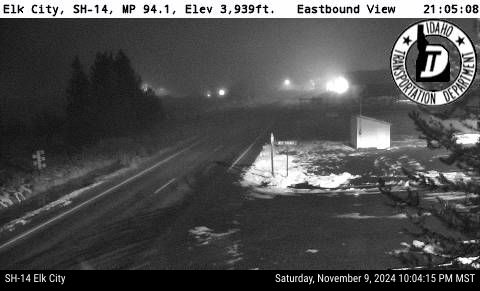 Elk City, SH-14, MP 94.1, Elev 3,939ft. Eastbound View 21:05:08
IDAHO
TRANSPORTATION DEPARTMENT
SH-14 Elk City
Saturday, November 9, 2024 10:04:15 PM MST